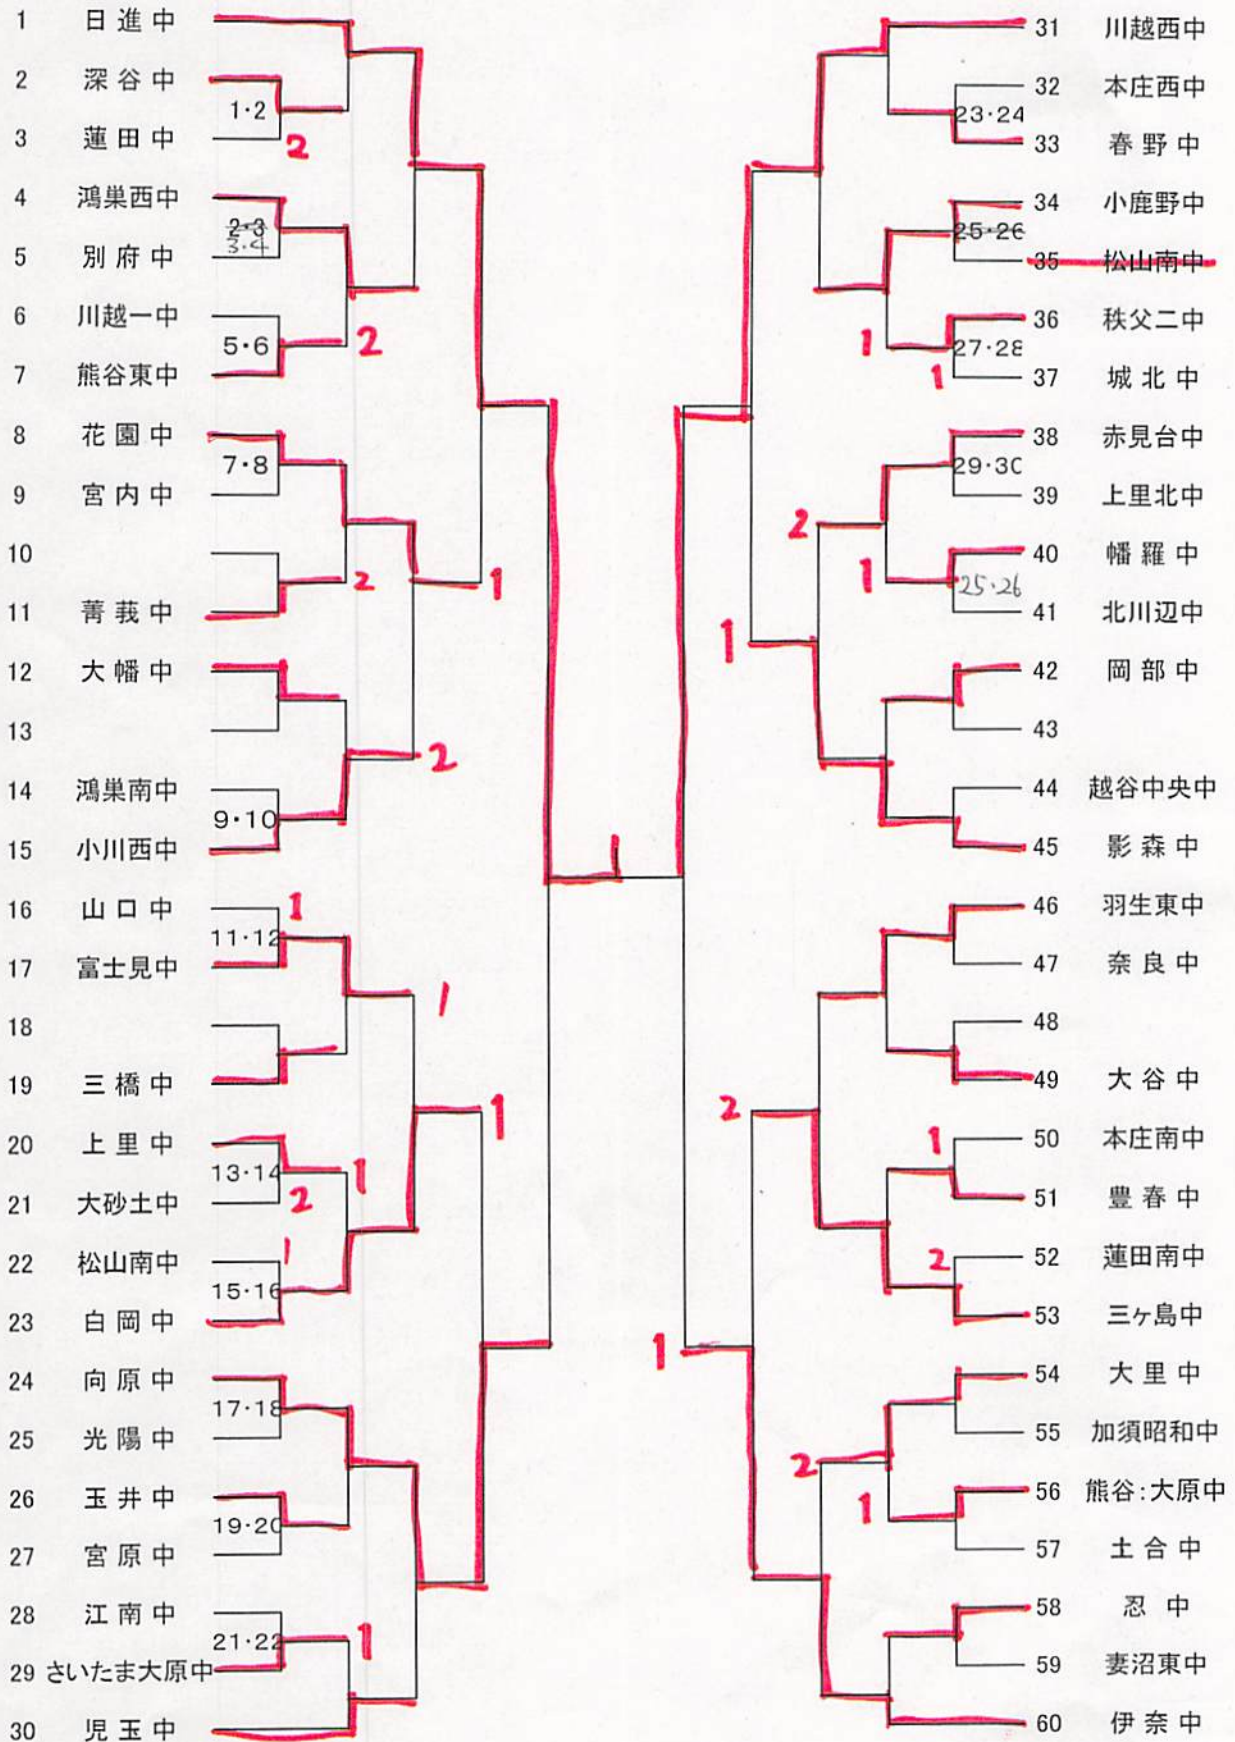 1 日進中
2 深谷中
1・2
3 蓮田中
2
4 鴻巣西中
2・3
3・4
5 別府中
6 川越一中
5・6
2
7 熊谷東中
8 花園中
7・8
9 宮内中
10
2
1
11 菁莪中
12 大幡中
13
2
14 鴻巣南中
9・10
15 小川西中
16 山口中
1
11・12
17 富士見中
1
18
19 三橋中
1
20 上里中
13・14
1
21 大砂土中
2
22 松山南中
1
15・16
23 白岡中
24 向原中
17・18
25 光陽中
26 玉井中
19・20
27 宮原中
28 江南中
21・22
1
29 さいたま大原中
30 児玉中
31 川越西中
32 本庄西中
23・24
33 春野中
34 小鹿野中
25・26
35 松山南中
36 秩父二中
1
27・28
1
37 城北中
38 赤見台中
29・30
39 上里北中
2
40 幡羅中
1
25・26
41 北川辺中
1
42 岡部中
43
44 越谷中央中
45 影森中
46 羽生東中
47 奈良中
48
49 大谷中
2
50 本庄南中
1
51 豊春中
52 蓮田南中
2
53 三ヶ島中
1
54 大里中
55 加須昭和中
2
56 熊谷:大原中
1
57 土合中
58 忍中
59 妻沼東中
60 伊奈中